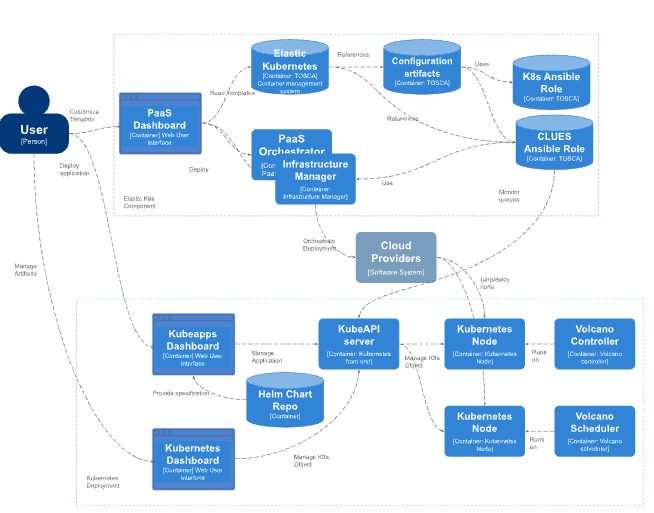 Elastic
Kubernetes
[Container: TOSCA]
Container management
system
References
Configuration
artifacts
[Container: TOSCA]
Uses
K8s Ansible
Role
[Container: TOSCA]
User
[Person]
Customize
Template
PaaS
Dashboard
[Container] Web User
Interface
Read templates
References
CLUES
Ansible Role
[Container: TOSCA]
PaaS
Orchestrator
Infrastructure
Manager
[Container:
Infrastructure Manager]
Deploy
Use
Deploy
application
Elastic K8s
Component
Monitor
queues
Orchestrate
Deployment
Cloud
Providers
[Software System]
Manage
Artifacts
(un)deploy
Kubeapps
Dashboard
[Container] Web User
Interface
Manage
Application
KubeAPI
server
[Container: Kubernetes
front end]
Manage K8s
Object
Kubernetes
Node
[Container: Kubernetes
Node]
Runs
on
Volcano
Controller
[Container: Volcano
controller]
Provide specification
Helm Chart
Repo
[Container]
Kubernetes
Node
[Container: Kubernetes
Node]
Runs
on
Volcano
Scheduler
[Container: Volcano
scheduler]
Kubernetes
Dashboard
[Container] Web User
Interface
Manage K8s
Object
Kubernetes
Deployment